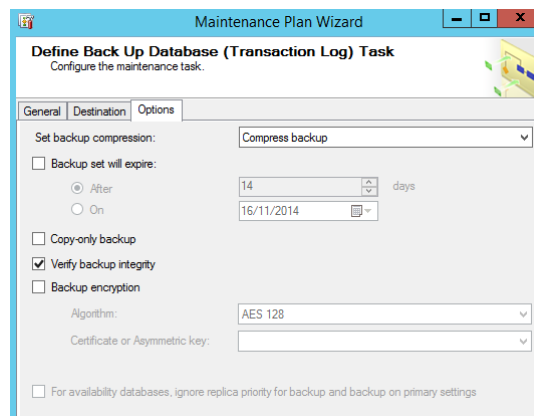 Maintenance Plan Wizard
Define Back Up Database (Transaction Log) Task
Configure the maintenance task.
General Destination Options
Set backup compression: Compress backup
Backup set will expire:
After 14 days
On 16/11/2014
Copy-only backup
Verify backup integrity
Backup encryption
Algorithm: AES 128
Certificate or Asymmetric key:
For availability databases, ignore replica priority for backup and backup on primary settings